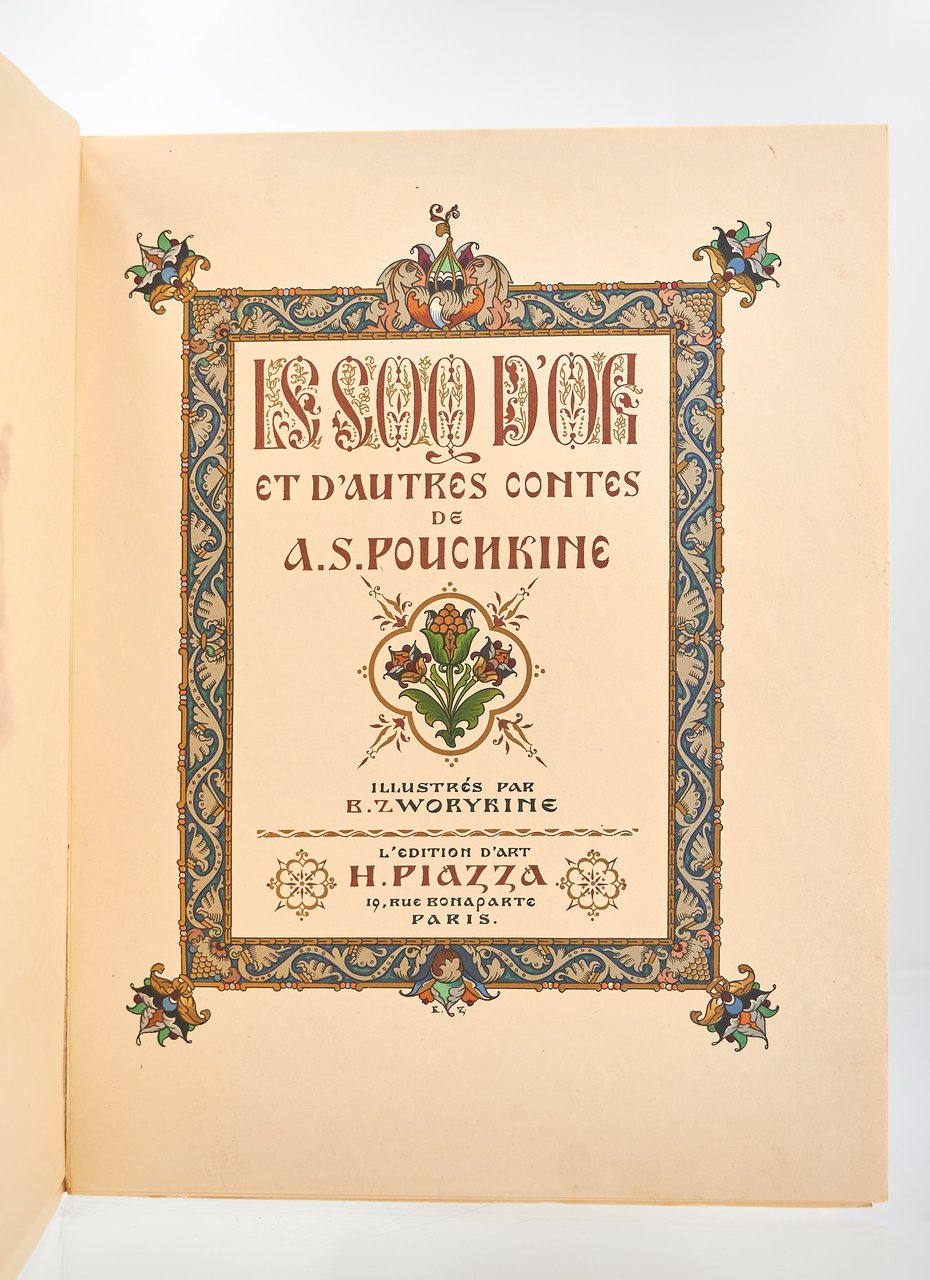 LE COQ D'OR
ET D'AUTRES CONTES
DE
A.S.POUCHKINE
ILLUSTRÉS PAR
B.ZWORYKINE
L'EDITION D'ART
H.PIAZZA
19, RUE BONAPARTE
PARIS.
B. Z.